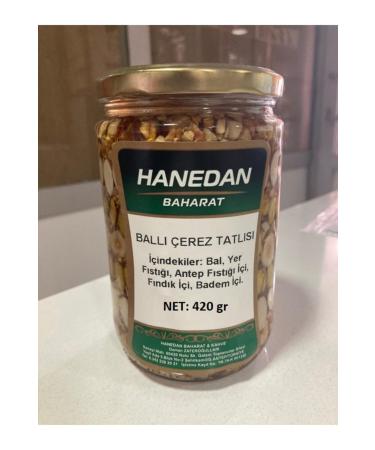 HANEDAN
BAHARAT
BALLI ÇEREZ TATLISI
İçindekiler: Bal, Yer
Fıstığı, Antep Fıstığı İçi,
Fındık İçi, Badem İçi.
NET: 420 gr
HANEDAN BAHARAT & KAHVE